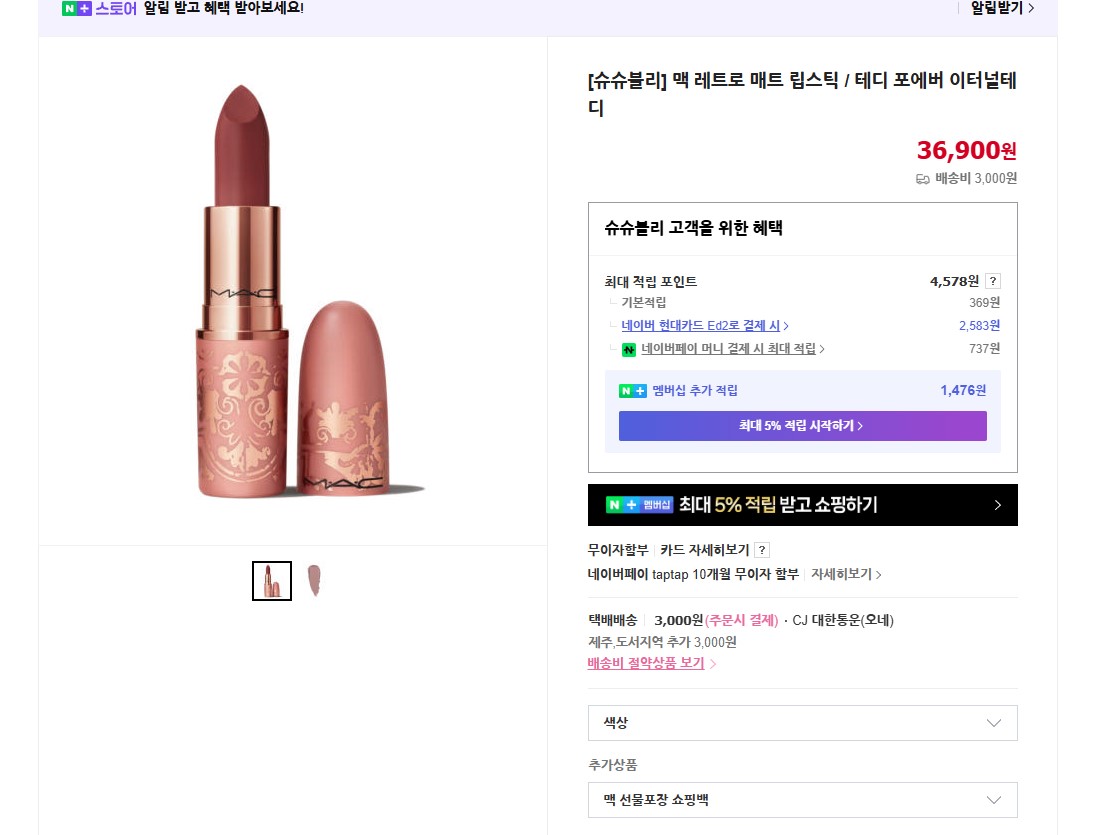 N+스토어 알림 받고 혜택 받아보세요!
알림받기
MAC
MAC
[슈슈블리] 맥 레트로 매트 립스틱 / 테디 포에버 이터널테
디
36,900원
배송비 3,000원
슈슈블리 고객을 위한 혜택
최대 적립 포인트 4,578원 ?
기본적립 369원
네이버 현대카드 Ed2로 결제 시 2,583원
N 네이버페이 머니 결제 시 최대 적립 737원
N+ 멤버십 추가 적립 1,476원
최대 5% 적립 시작하기
N+ 멤버십 최대 5% 적립 받고 쇼핑하기
무이자할부 카드 자세히보기 ?
네이버페이 taptap 10개월 무이자 할부 자세히보기
택배배송 3,000원(주문시 결제) · CJ 대한통운(오네)
제주,도서지역 추가 3,000원
배송비 절약상품 보기
색상
추가상품
맥 선물포장 쇼핑백